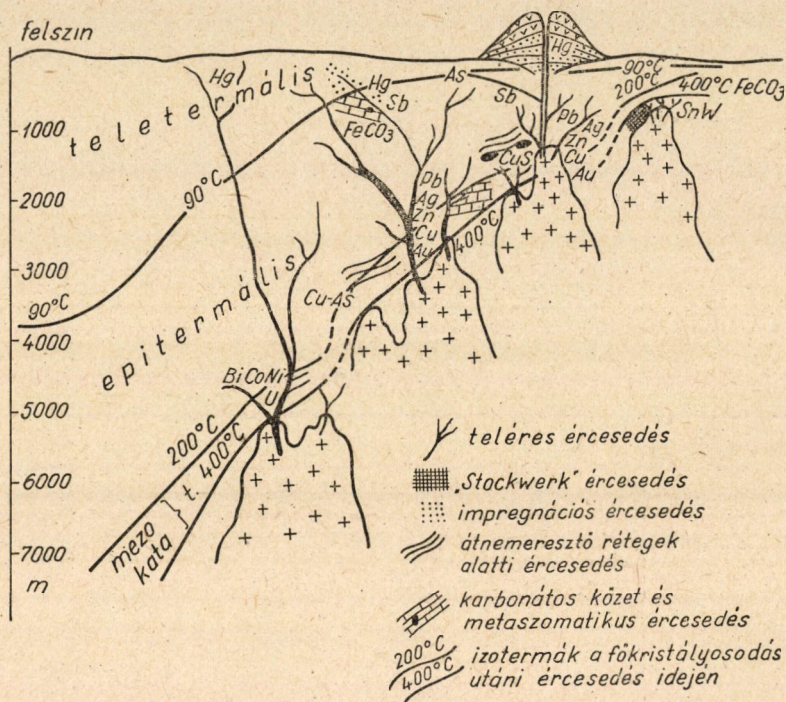 felszín
Hg
teletermális
Hg
Sb
FeCO₃
As
Sb
Hg
90°C
200°C
400°C FeCO₃
SnW
1000
Pb
Ag
Zn
Cu
Au
CuS
2000
90°C
Pb
Ag
Zn
Cu
Au
400°C
3000
epitermális
90°C
Cu-As
4000
BiCoNi
U
5000
200°C
400°C
6000
mezo
kata
t.
7000
m
teléres ércesedés
„Stockwerk” ércesedés
impregnációs ércesedés
átnemeresztő rétegek
alatti ércesedés
karbonátos kőzet és
metaszomatikus ércesedés
200°C
400°C
izotermák a főkristályosodás
utáni ércesedés idején